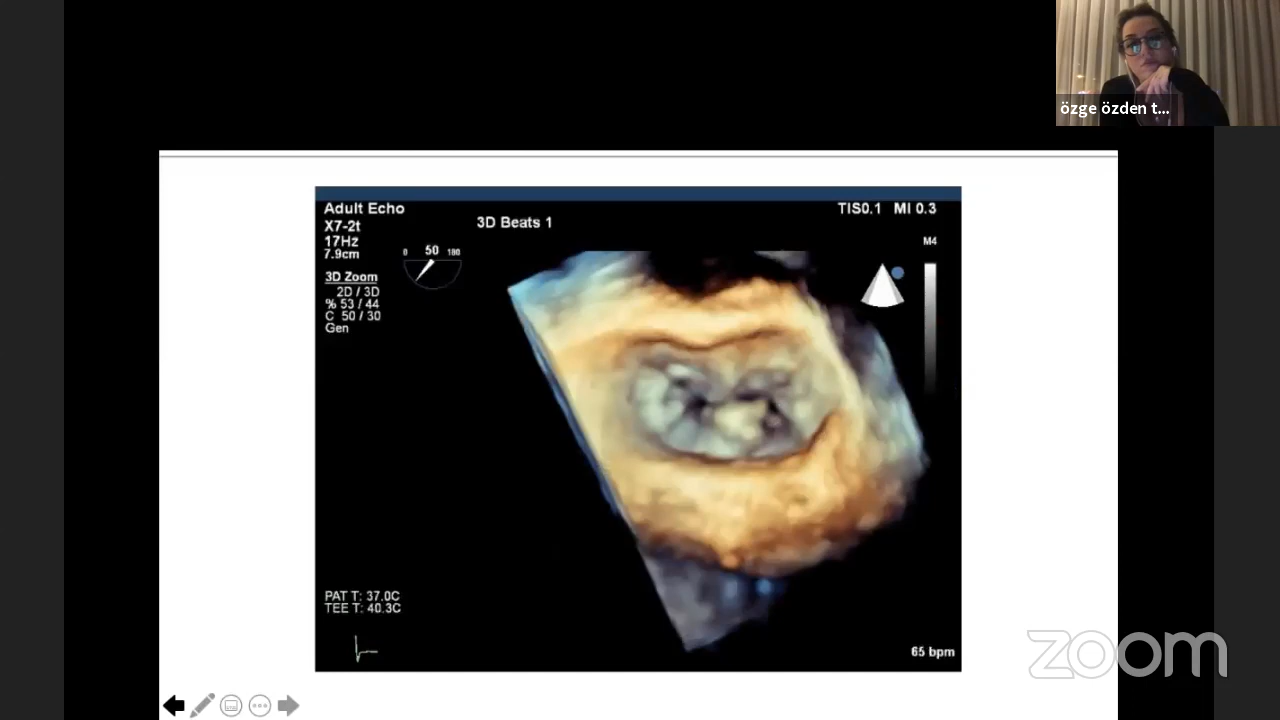 özge özden t...
Adult Echo
X7-2t
17Hz
7.9cm
3D Zoom
2D / 3D
% 53 / 44
C 50 / 30
Gen
3D Beats 1
0 50 180
TIS0.1 MI 0.3
M4
PAT T: 37.0C
TEE T: 40.3C
65 bpm
zoom